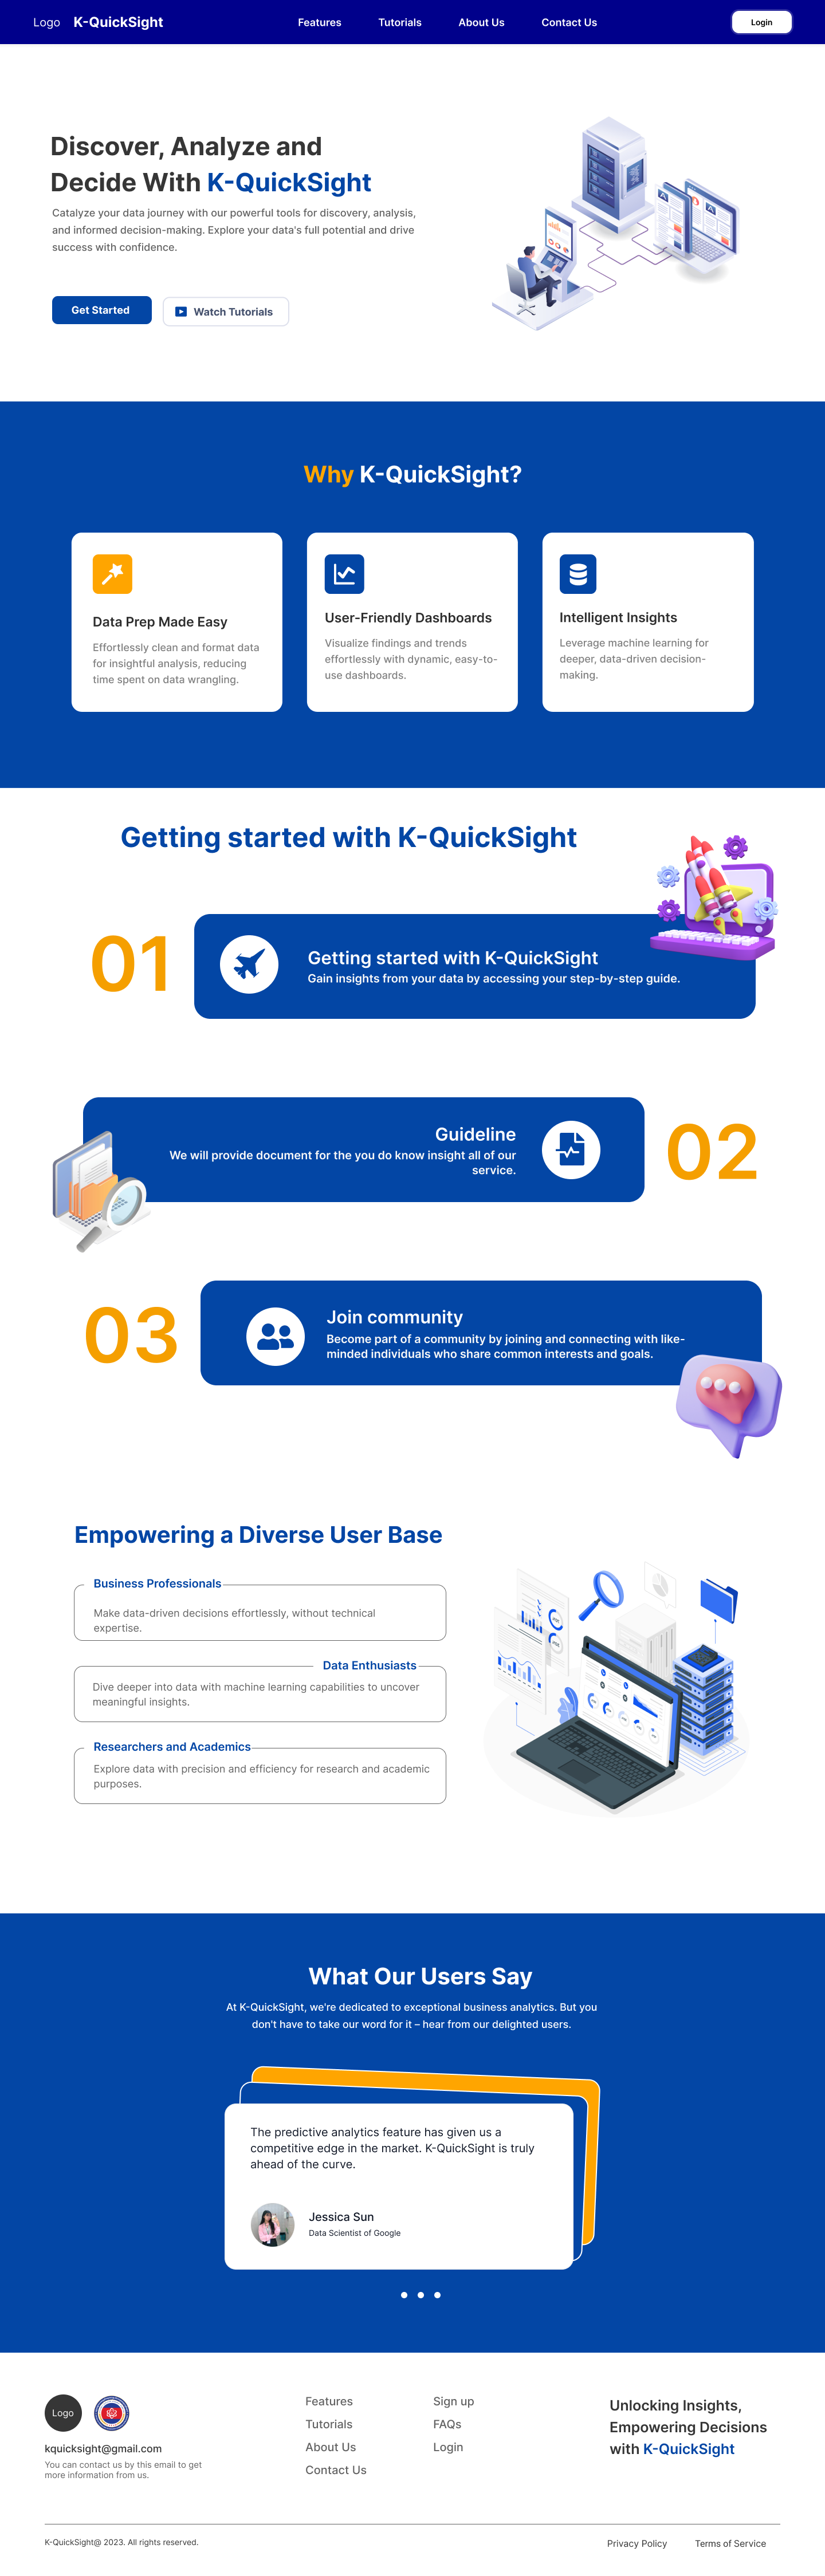 Logo K-QuickSight Features Tutorials About Us Contact Us Login
Discover, Analyze and
Decide With K-QuickSight
Catalyze your data journey with our powerful tools for discovery, analysis,
and informed decision-making. Explore your data's full potential and drive
success with confidence.
Get Started Watch Tutorials
Why K-QuickSight?
Data Prep Made Easy
Effortlessly clean and format data
for insightful analysis, reducing
time spent on data wrangling.
User-Friendly Dashboards
Visualize findings and trends
effortlessly with dynamic, easy-to-
use dashboards.
Intelligent Insights
Leverage machine learning for
deeper, data-driven decision-
making.
Getting started with K-QuickSight
01
Getting started with K-QuickSight
Gain insights from your data by accessing your step-by-step guide.
Guideline
We will provide document for the you do know insight all of our
service.
02
03
Join community
Become part of a community by joining and connecting with like-
minded individuals who share common interests and goals.
Empowering a Diverse User Base
Business Professionals
Make data-driven decisions effortlessly, without technical
expertise.
Data Enthusiasts
Dive deeper into data with machine learning capabilities to uncover
meaningful insights.
Researchers and Academics
Explore data with precision and efficiency for research and academic
purposes.
What Our Users Say
At K-QuickSight, we're dedicated to exceptional business analytics. But you
don't have to take our word for it – hear from our delighted users.
The predictive analytics feature has given us a
competitive edge in the market. K-QuickSight is truly
ahead of the curve.
Jessica Sun
Data Scientist of Google
Logo
kquicksight@gmail.com
You can contact us by this email to get
more information from us.
Features
Tutorials
About Us
Contact Us
Sign up
FAQs
Login
Unlocking Insights,
Empowering Decisions
with K-QuickSight
K-QuickSight@ 2023. All rights reserved.
Privacy Policy Terms of Service